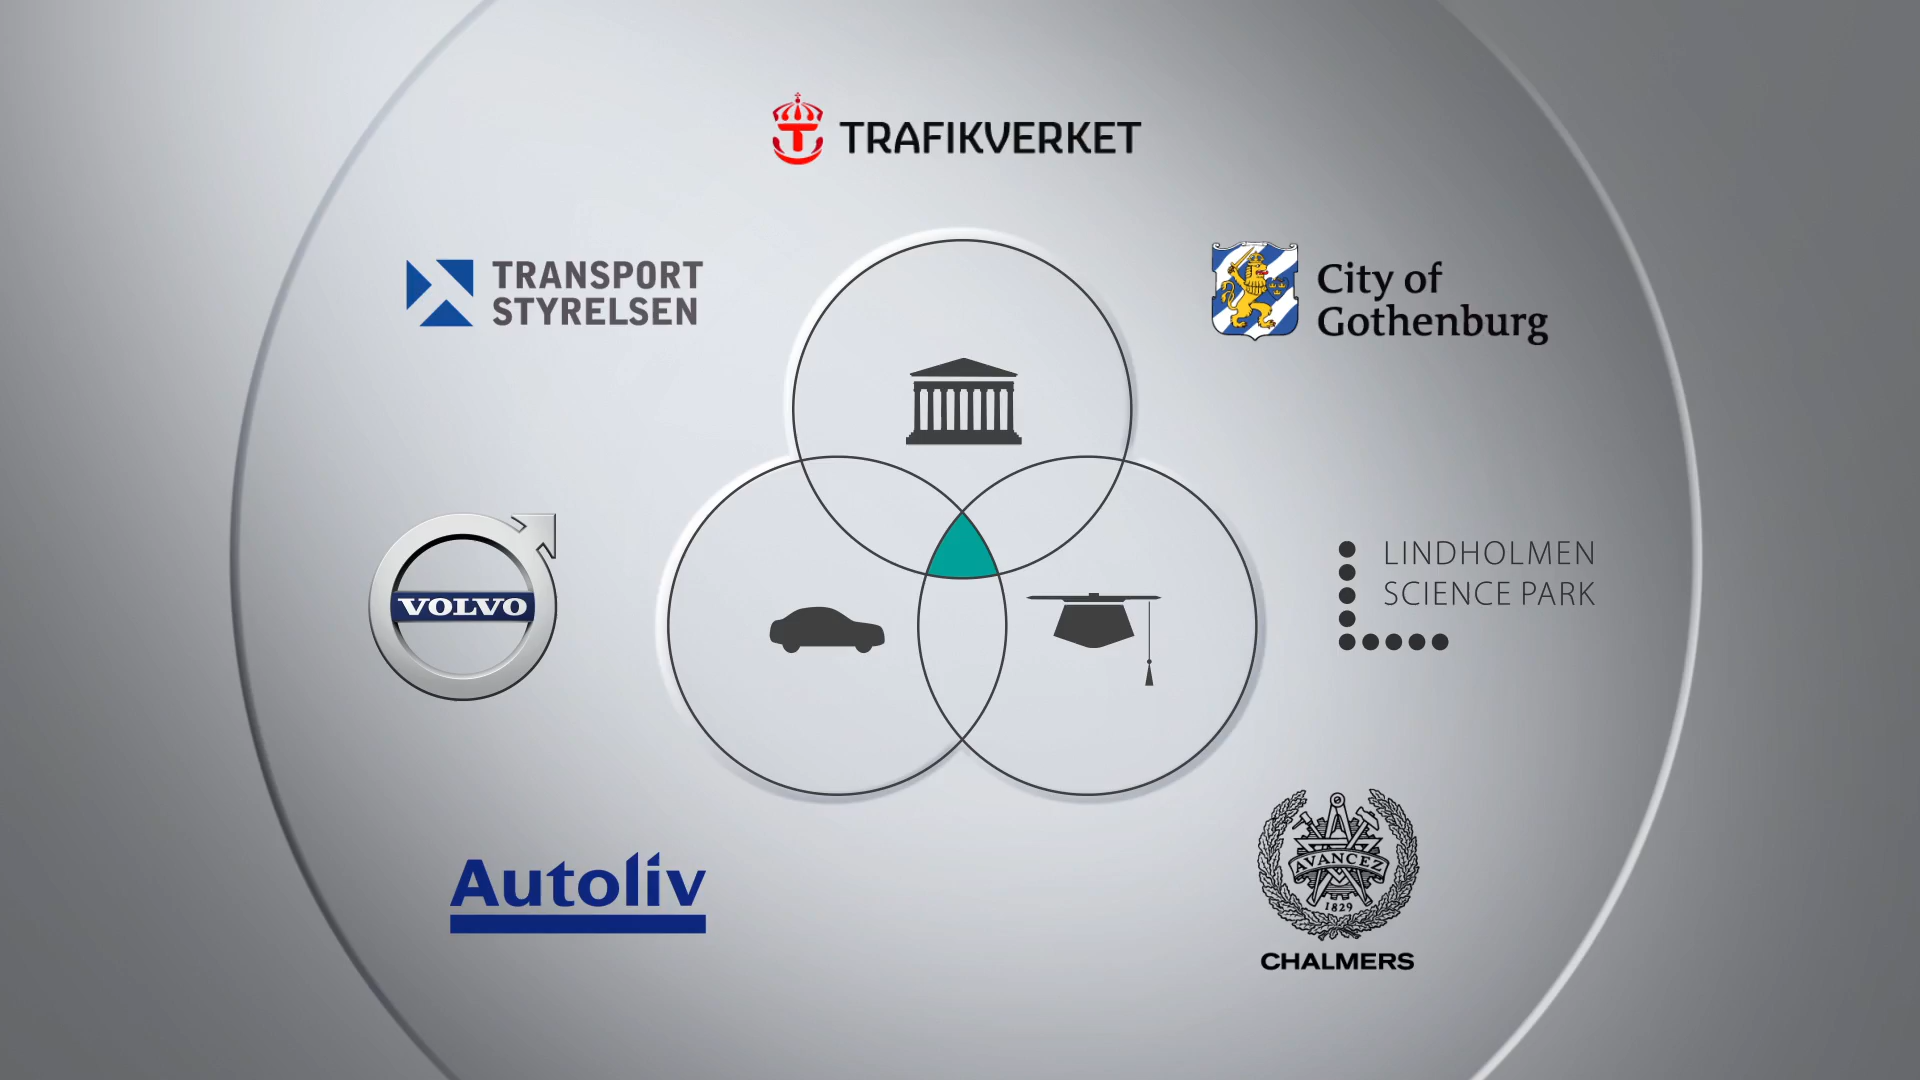 TRAFIKVERKET
TRANSPORT
STYRELSEN
City of
Gothenburg
VOLVO
LINDHOLMEN
SCIENCE PARK
Autoliv
AVANCEZ
1829
CHALMERS